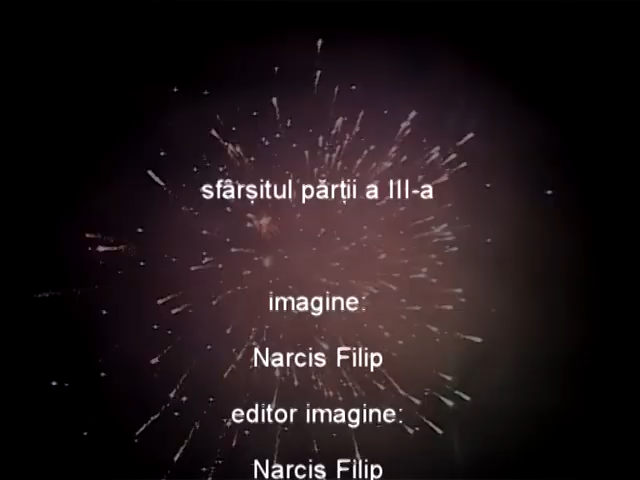 sfârșitul părții a III-a
imagine:
Narcis Filip
editor imagine:
Narcis Filip